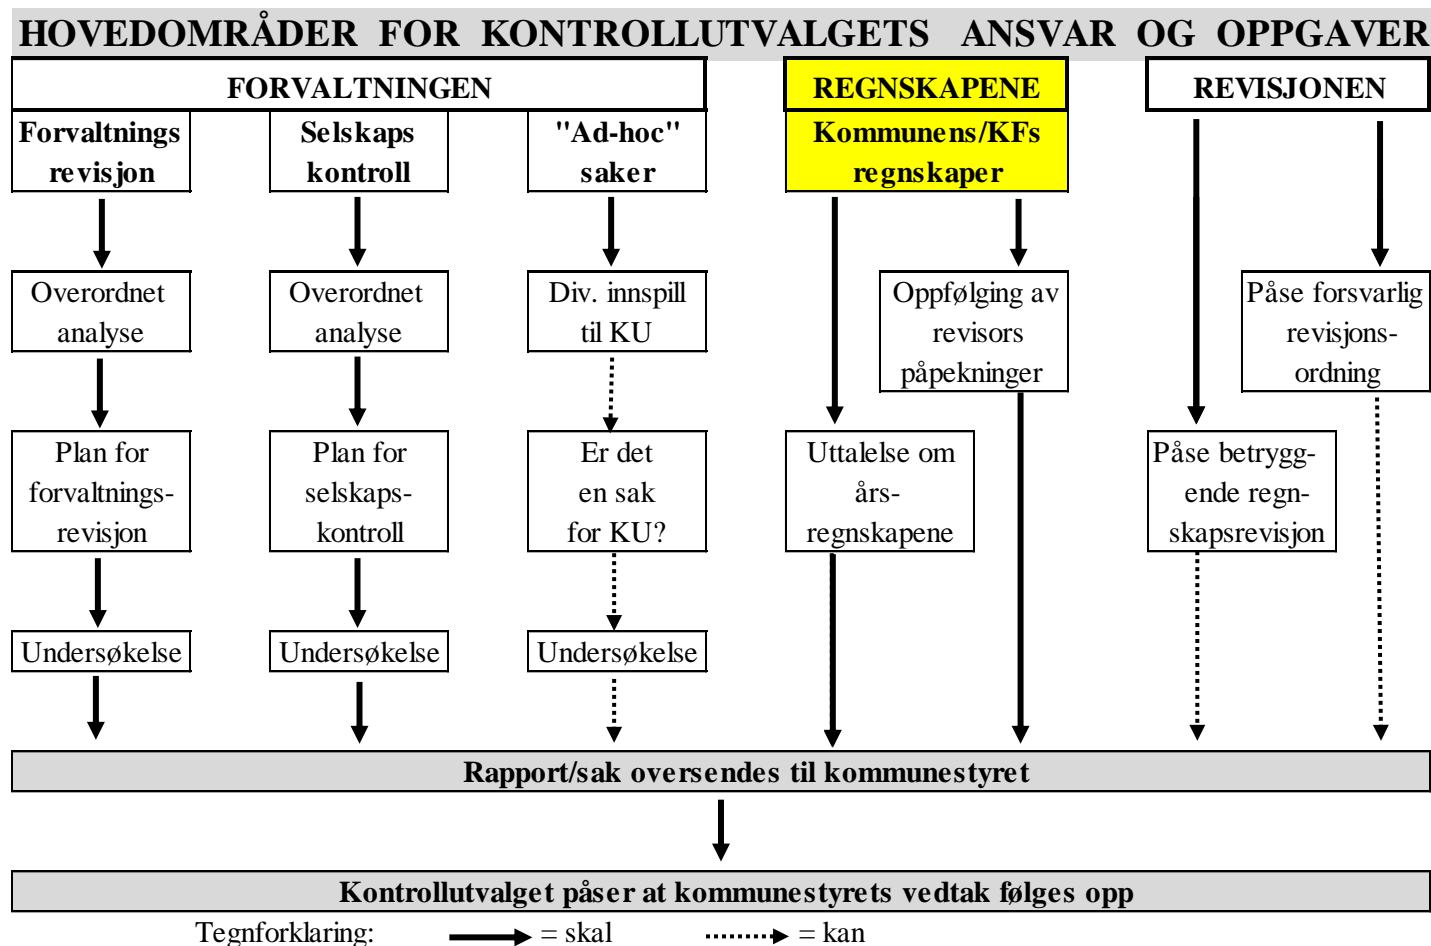 HOVEDOMRÅDER FOR KONTROLLUTVALGETS ANSVAR OG OPPGAVER
FORVALTNINGEN
REGNSKAPENE
REVISJONEN
Forvaltnings
revisjon
Selskaps
kontroll
"Ad-hoc"
saker
Kommunens/KFs
regnskaper
Overordnet
analyse
Overordnet
analyse
Div. innspill
til KU
Oppfølging av
revisors
påpekninger
Påse forsvarlig
revisjons-
ordning
Plan for
forvaltnings-
revisjon
Plan for
selskaps-
kontroll
Er det
en sak
for KU?
Uttalelse om
års-
regnskapene
Påse betrygg-
ende regn-
skapsrevisjon
Undersøkelse
Undersøkelse
Undersøkelse
Rapport/sak oversendes til kommunestyret
Kontrollutvalget påser at kommunestyrets vedtak følges opp
Tegnforklaring: = skal = kan